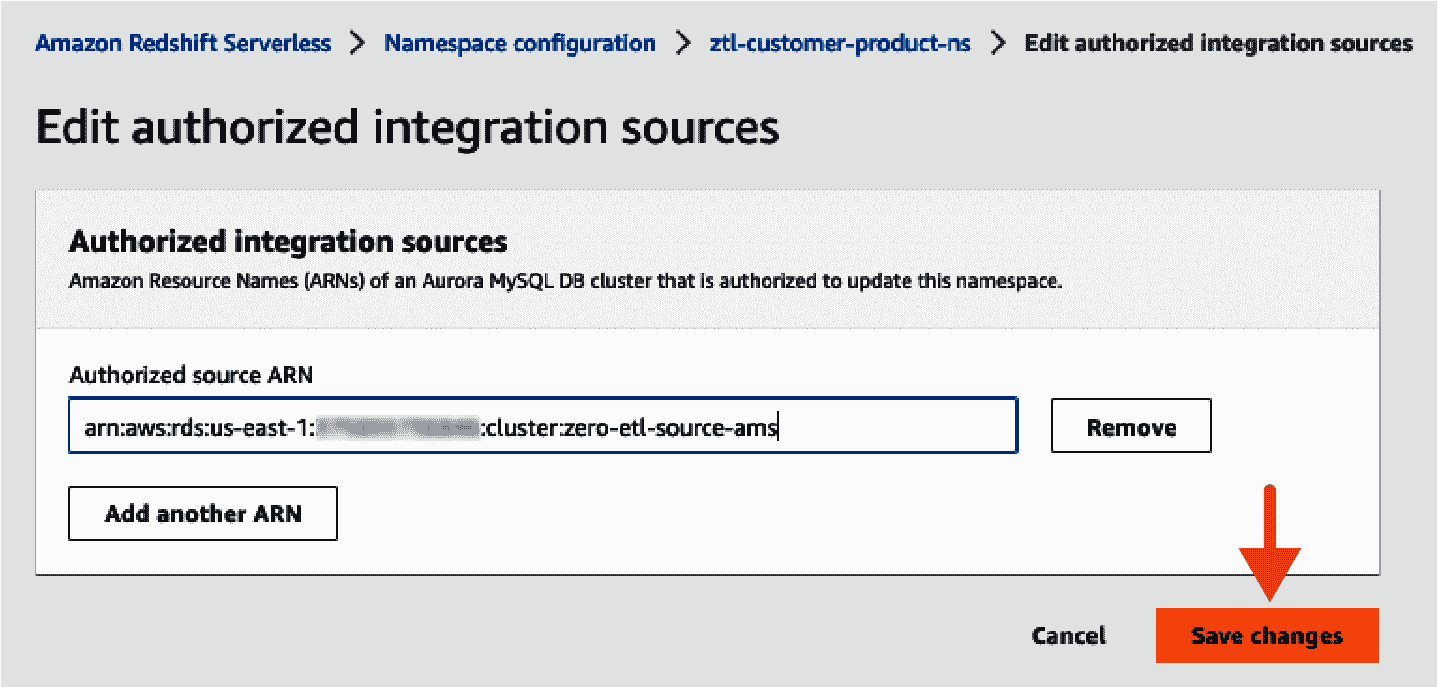 Amazon Redshift Serverless > Namespace configuration > ztl-customer-product-ns > Edit authorized integration sources
Edit authorized integration sources
Authorized integration sources
Amazon Resource Names (ARNs) of an Aurora MySQL DB cluster that is authorized to update this namespace.
Authorized source ARN
arn:aws:rds:us-east-1: :cluster:zero-etl-source-ams
Remove
Add another ARN
Cancel
Save changes